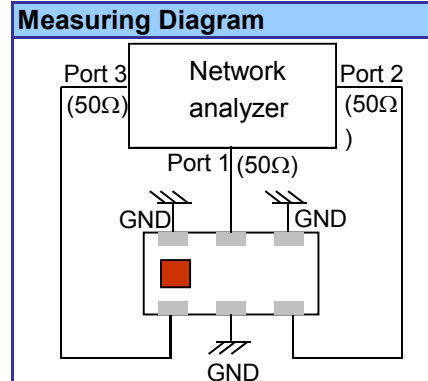 Measuring Diagram
Port 3
(50Ω)
Network
analyzer
Port 2
(50Ω
)
Port 1 (50Ω)
GND
GND
GND